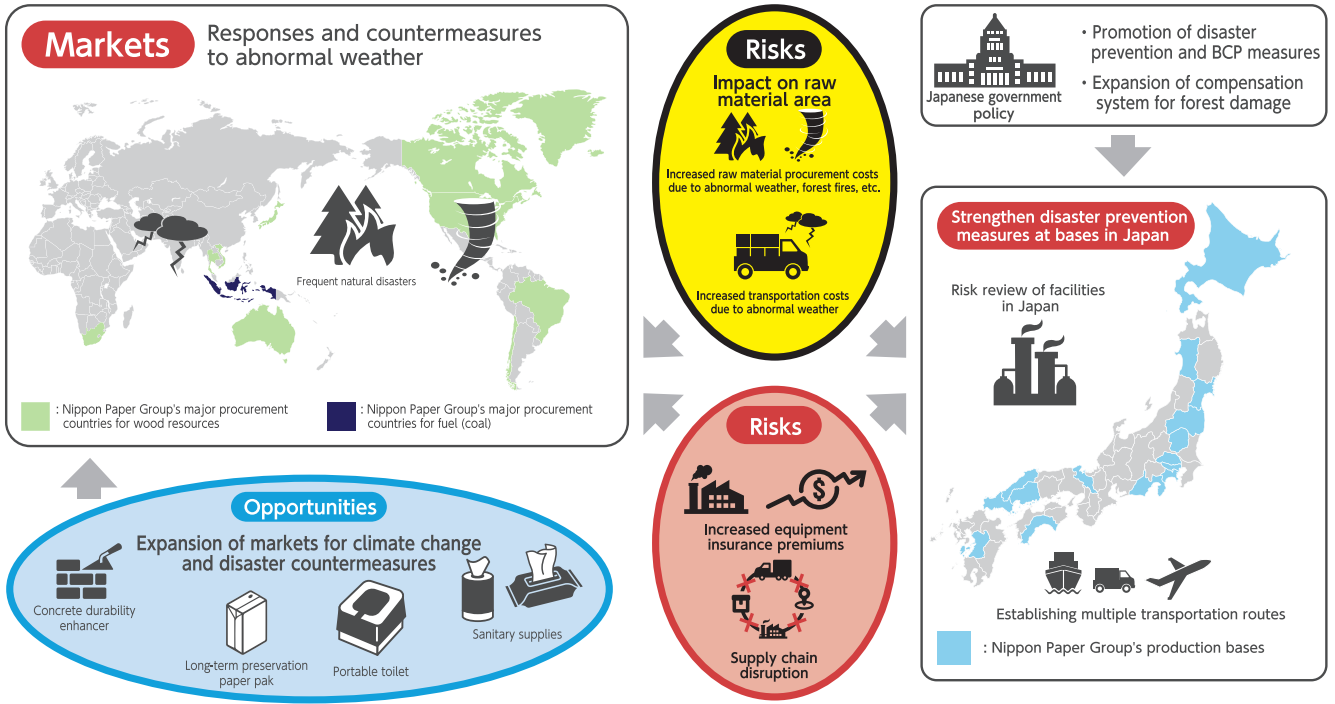 Markets
Responses and countermeasures
to abnormal weather
Frequent natural disasters
: Nippon Paper Group's major procurement
countries for wood resources
: Nippon Paper Group's major procurement
countries for fuel (coal)
Opportunities
Expansion of markets for climate change
and disaster countermeasures
Concrete durability
enhancer
Long-term preservation
paper pak
Portable toilet
Sanitary supplies
Risks
Impact on raw
material area
Increased raw material procurement costs
due to abnormal weather, forest fires, etc.
Increased transportation costs
due to abnormal weather
Risks
$
Increased equipment
insurance premiums
Supply chain
disruption
Japanese government
policy
・Promotion of disaster
prevention and BCP measures
・Expansion of compensation
system for forest damage
Strengthen disaster prevention
measures at bases in Japan
Risk review of facilities
in Japan
Establishing multiple transportation routes
: Nippon Paper Group's production bases